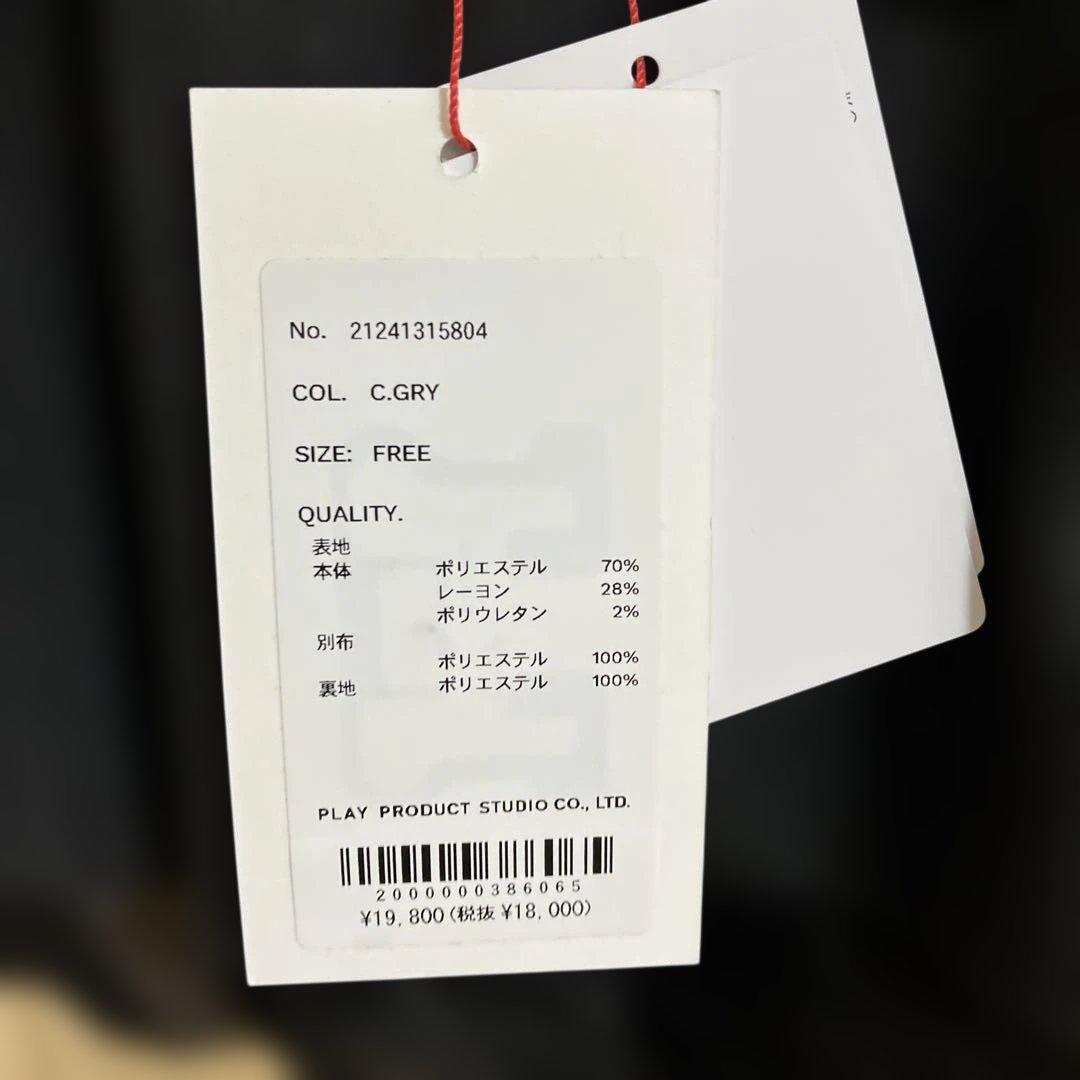 No. 21241315804
COL. C.GRY
SIZE: FREE
QUALITY.
表地
本体 ポリエステル 70%
レーヨン 28%
ポリウレタン 2%
別布
ポリエステル 100%
裏地 ポリエステル 100%
PLAY PRODUCT STUDIO CO., LTD.
2000000386065
¥19,800(税抜 ¥18,000)